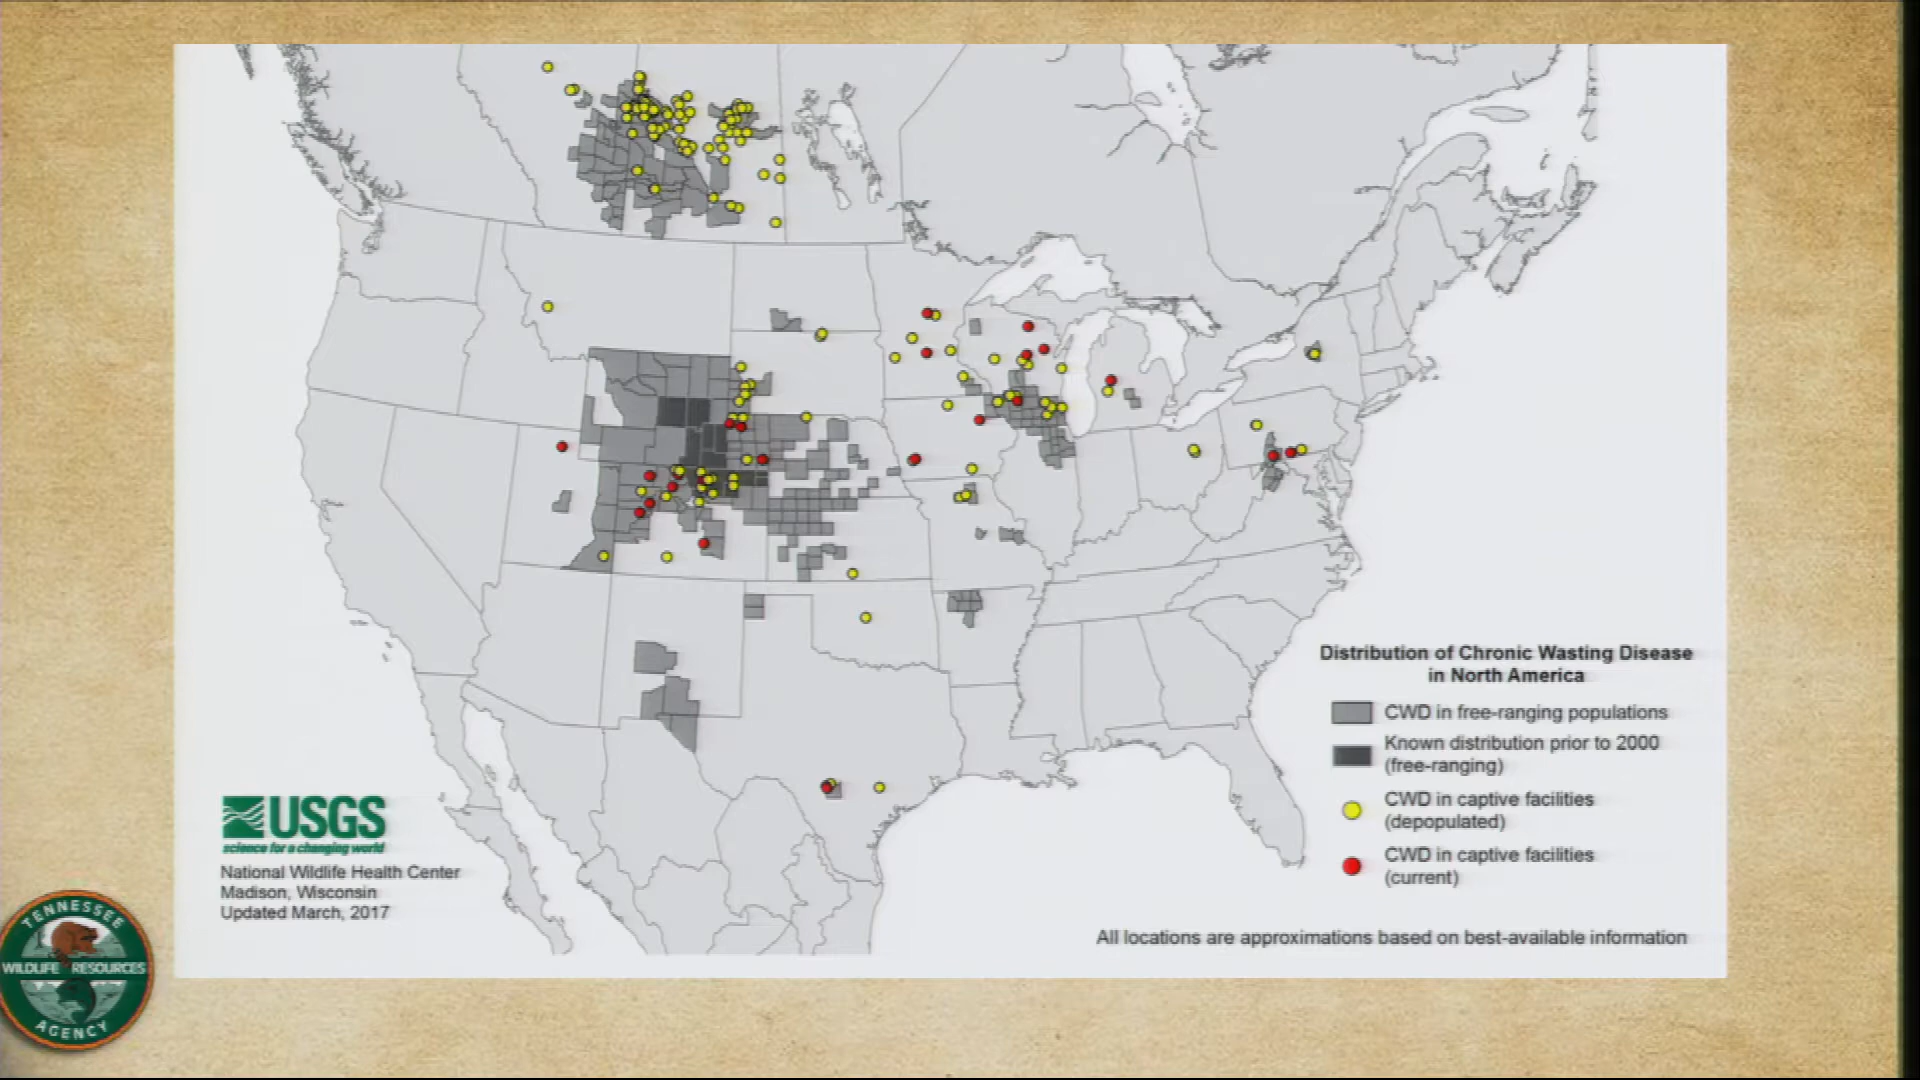 Distribution of Chronic Wasting Disease
in North America
CWD in free-ranging populations
Known distribution prior to 2000
(free-ranging)
CWD in captive facilities
(depopulated)
CWD in captive facilities
(current)
All locations are approximations based on best-available information
USGS
science for a changing world
National Wildlife Health Center
Madison, Wisconsin
Updated March, 2017
TENNESSEE
WILDLIFE RESOURCES
AGENCY